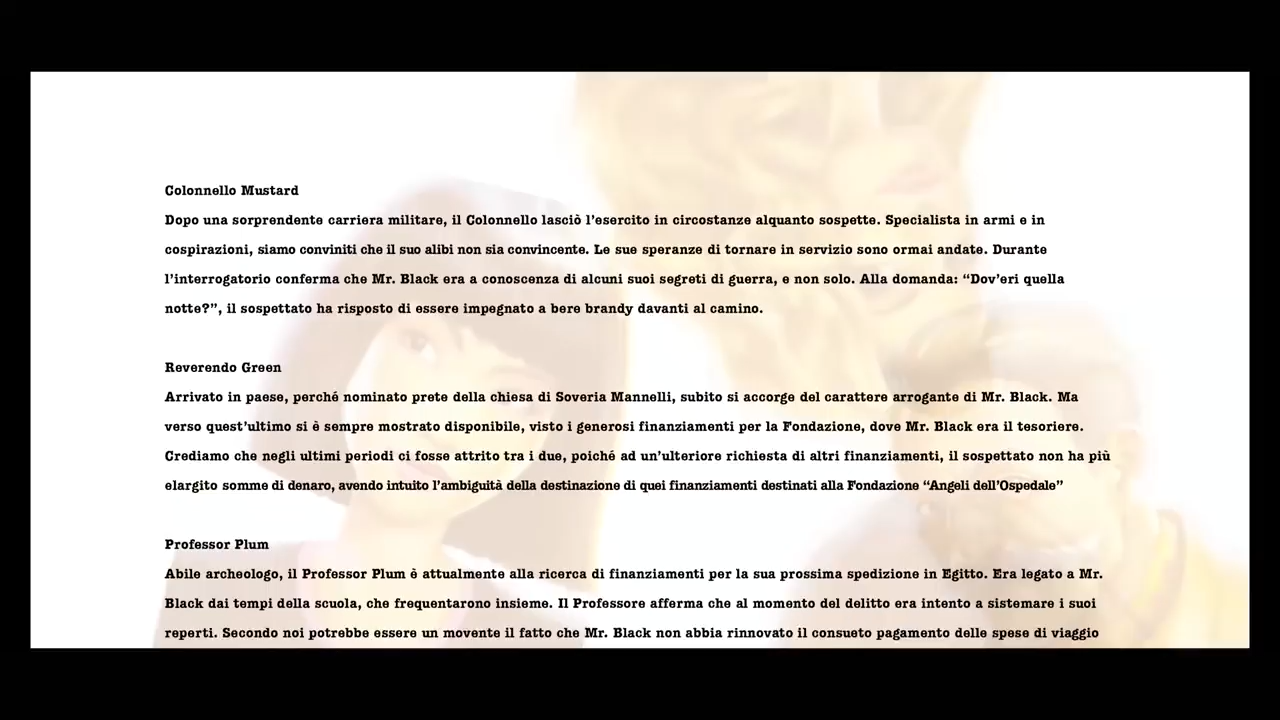 Colonnello Mustard
Dopo una sorprendente carriera militare, il Colonnello lasciò l'esercito in circostanze alquanto sospette. Specialista in armi e in
cospirazioni, siamo conviniti che il suo alibi non sia convincente. Le sue speranze di tornare in servizio sono ormai andate. Durante
l'interrogatorio conferma che Mr. Black era a conoscenza di alcuni suoi segreti di guerra, e non solo. Alla domanda: “Dov'eri quella
notte?”, il sospettato ha risposto di essere impegnato a bere brandy davanti al camino.
Reverendo Green
Arrivato in paese, perché nominato prete della chiesa di Soveria Mannelli, subito si accorge del carattere arrogante di Mr. Black. Ma
verso quest'ultimo si è sempre mostrato disponibile, visto i generosi finanziamenti per la Fondazione, dove Mr. Black era il tesoriere.
Crediamo che negli ultimi periodi ci fosse attrito tra i due, poiché ad un'ulteriore richiesta di altri finanziamenti, il sospettato non ha più
elargito somme di denaro, avendo intuito l'ambiguità della destinazione di quei finanziamenti destinati alla Fondazione “Angeli dell'Ospedale”
Professor Plum
Abile archeologo, il Professor Plum è attualmente alla ricerca di finanziamenti per la sua prossima spedizione in Egitto. Era legato a Mr.
Black dai tempi della scuola, che frequentarono insieme. Il Professore afferma che al momento del delitto era intento a sistemare i suoi
reperti. Secondo noi potrebbe essere un movente il fatto che Mr. Black non abbia rinnovato il consueto pagamento delle spese di viaggio